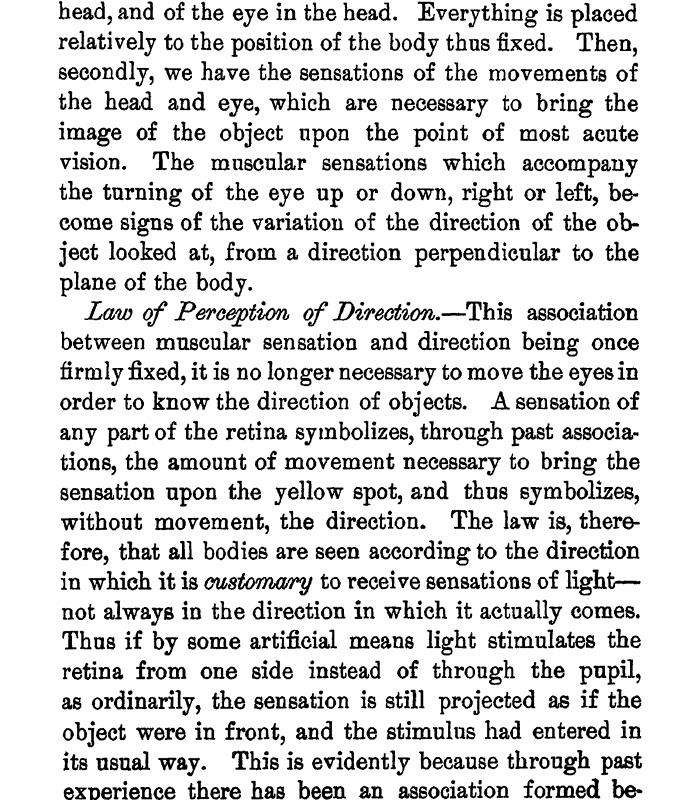 head, and of the eye in the head. Everything is placed
relatively to the position of the body thus fixed. Then,
secondly, we have the sensations of the movements of
the head and eye, which are necessary to bring the
image of the object upon the point of most acute
vision. The muscular sensations which accompany
the turning of the eye up or down, right or left, be-
come signs of the variation of the direction of the ob-
ject looked at, from a direction perpendicular to the
plane of the body.
Law of Perception of Direction.—This association
between muscular sensation and direction being once
firmly fixed, it is no longer necessary to move the eyes in
order to know the direction of objects. A sensation of
any part of the retina symbolizes, through past associa-
tions, the amount of movement necessary to bring the
sensation upon the yellow spot, and thus symbolizes,
without movement, the direction. The law is, there-
fore, that all bodies are seen according to the direction
in which it is customary to receive sensations of light—
not always in the direction in which it actually comes.
Thus if by some artificial means light stimulates the
retina from one side instead of through the pupil,
as ordinarily, the sensation is still projected as if the
object were in front, and the stimulus had entered in
its usual way. This is evidently because through past
experience there has been an association formed be-